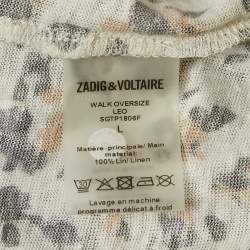 ZADIG&VOLTAIRE
WALK OVERSIZE
LEO
SGTP1806F
L
Matière principale/ Main
material:
100% Lin/ Linen
Lavage en machine
programme délicat à froid